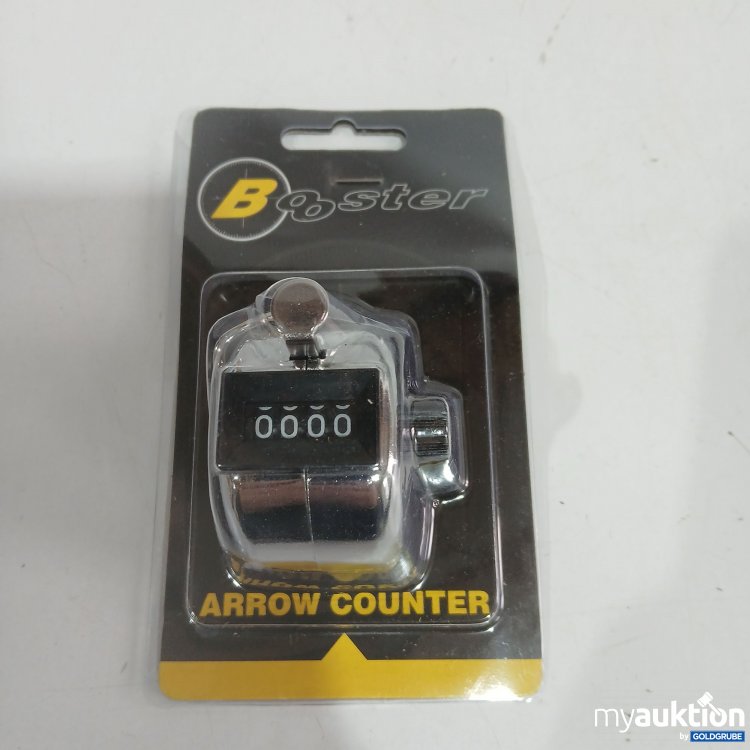 Booster
0000
ARROW COUNTER
myauktion
by GOLDGRUBE